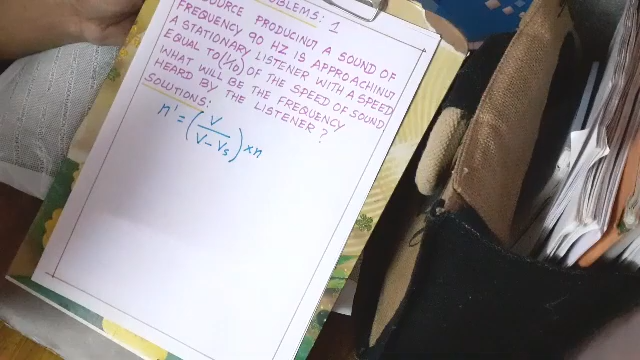 PROBLEMS: 1
SOURCE PRODUCING A SOUND OF
FREQUENCY 90 HZ IS APPROACHING
A STATIONARY LISTENER WITH A SPEED
EQUAL TO (1/10) OF THE SPEED OF SOUND
WHAT WILL BE THE FREQUENCY
HEARD BY THE LISTENER ?
SOLUTIONS:
n' = (V / V - Vs) x n